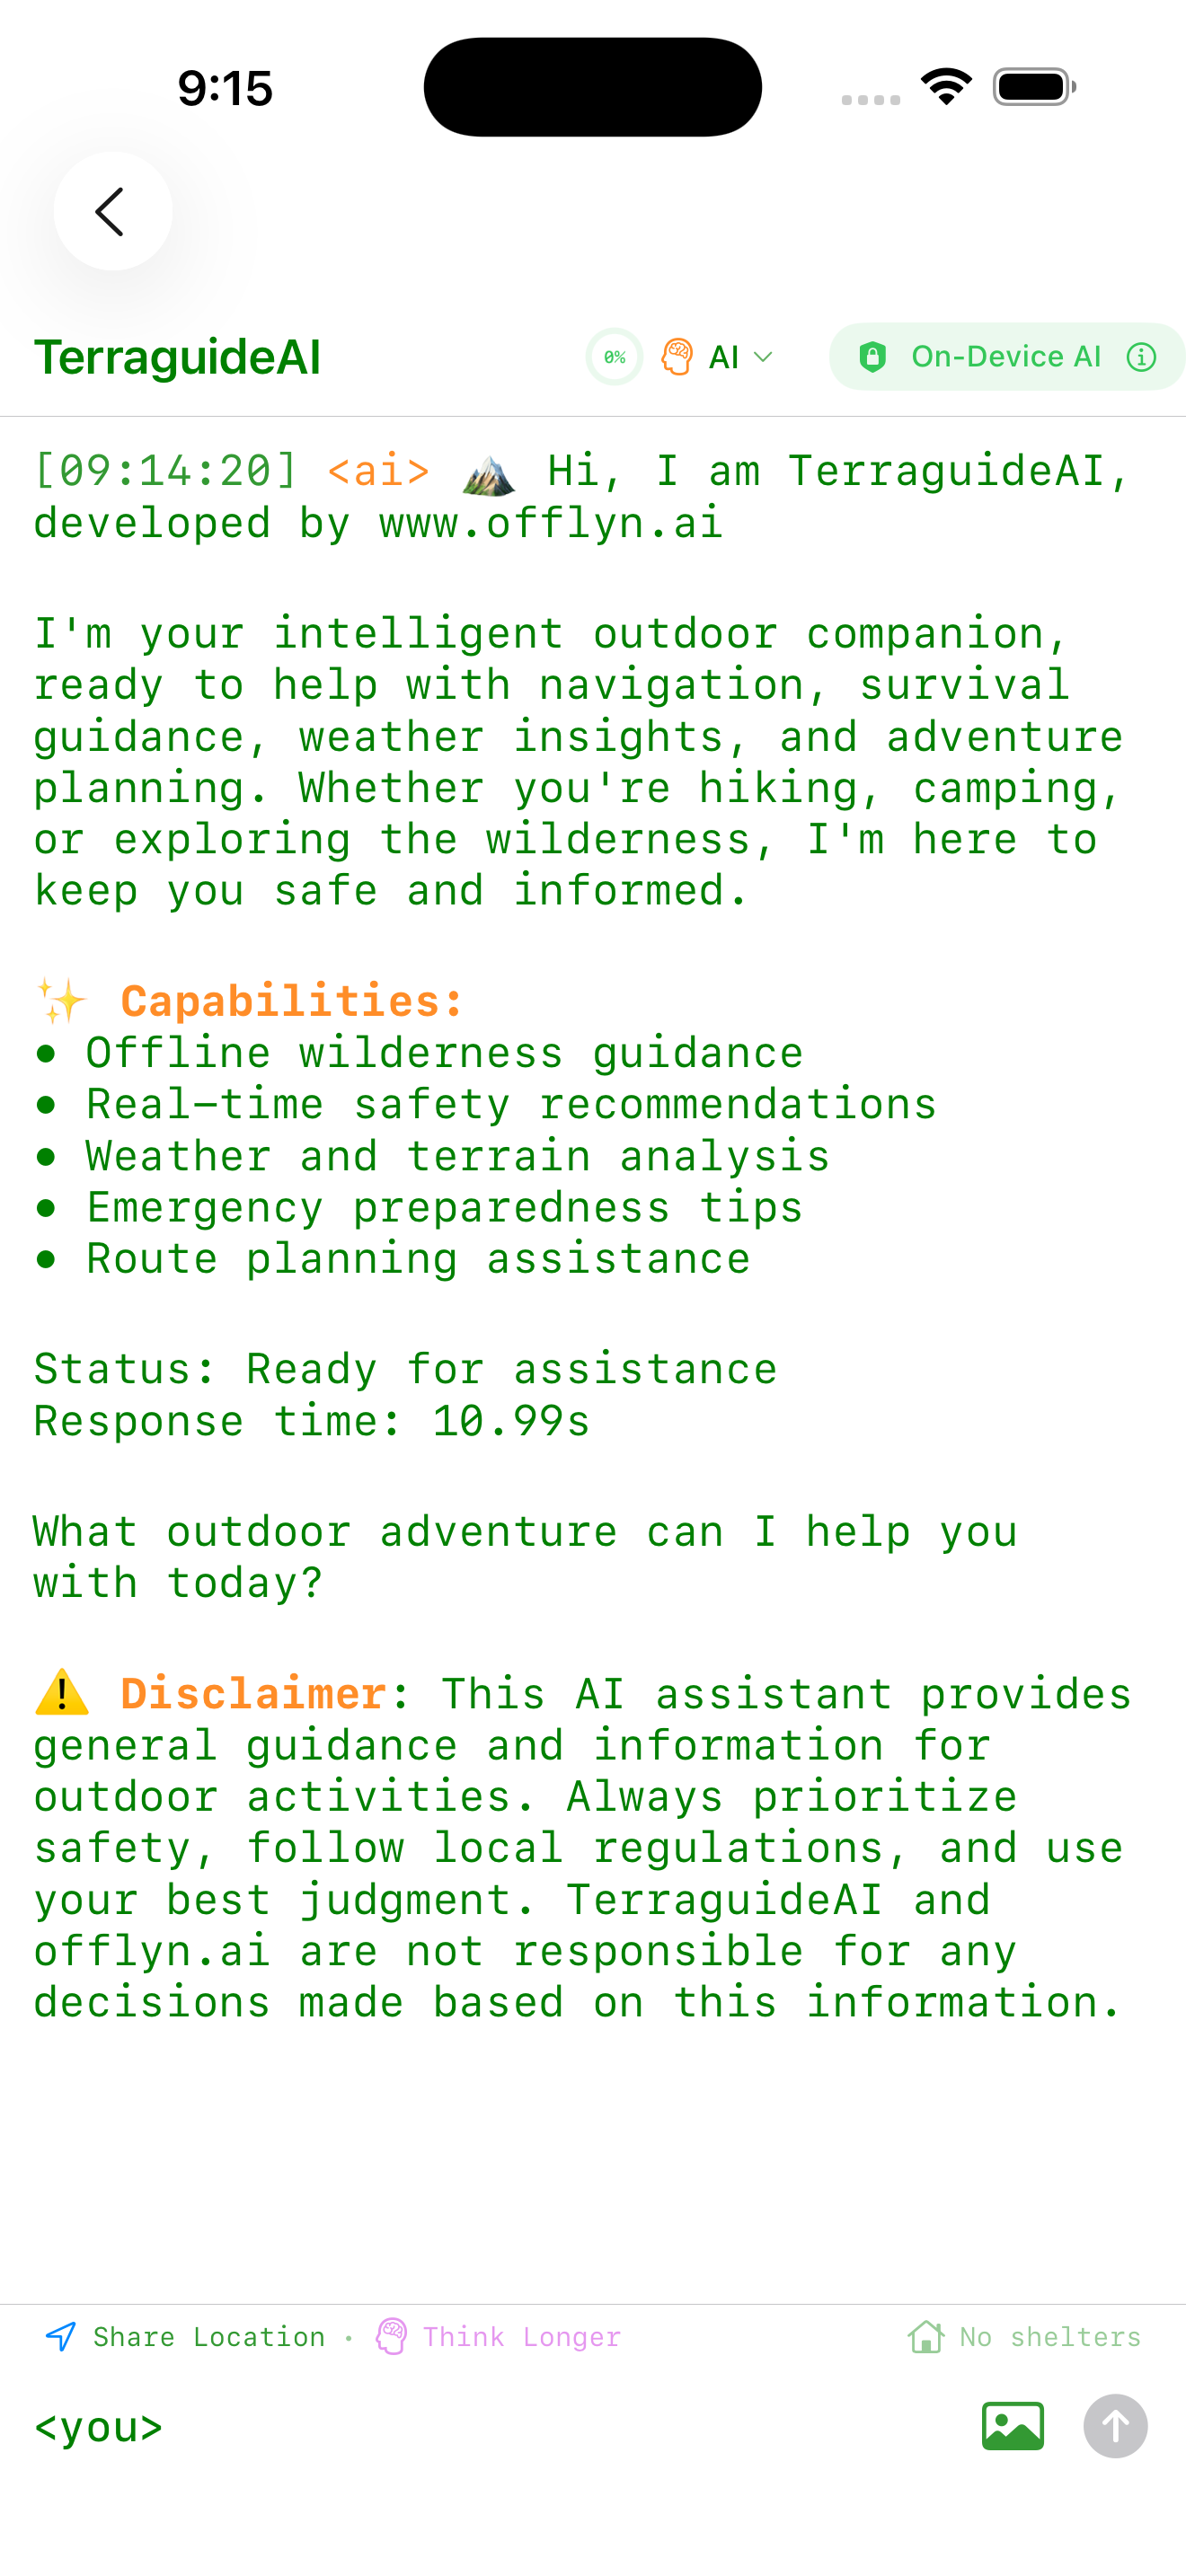 9:15
TerraguideAI
0%
AI
On-Device AI
[09:14:20] <ai> ⛰️ Hi, I am TerraguideAI,
developed by www.offlyn.ai
I'm your intelligent outdoor companion,
ready to help with navigation, survival
guidance, weather insights, and adventure
planning. Whether you're hiking, camping,
or exploring the wilderness, I'm here to
keep you safe and informed.
✨ Capabilities:
• Offline wilderness guidance
• Real-time safety recommendations
• Weather and terrain analysis
• Emergency preparedness tips
• Route planning assistance
Status: Ready for assistance
Response time: 10.99s
What outdoor adventure can I help you
with today?
⚠️ Disclaimer: This AI assistant provides
general guidance and information for
outdoor activities. Always prioritize
safety, follow local regulations, and use
your best judgment. TerraguideAI and
offlyn.ai are not responsible for any
decisions made based on this information.
Share Location · Think Longer
No shelters
<you>